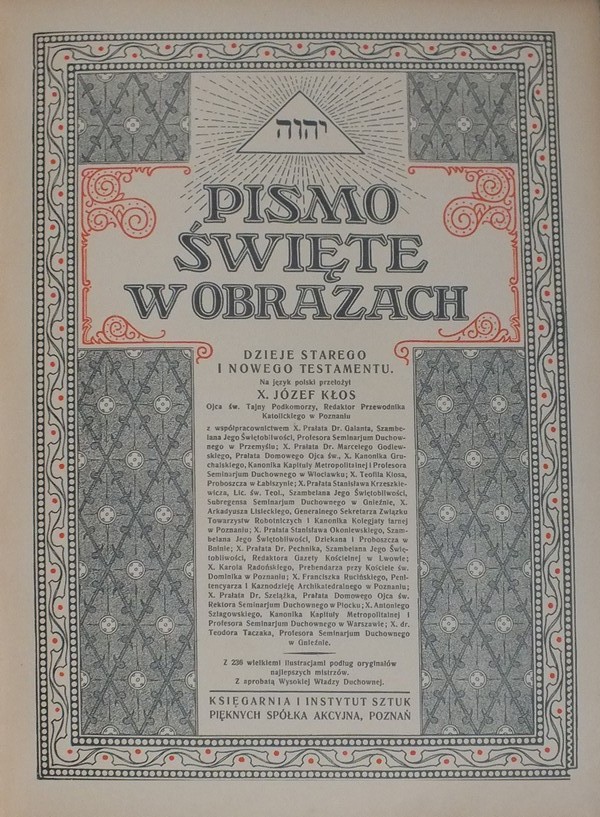 יהוה
PISMO
ŚWIĘTE
W OBRAZACH
DZIEJE STAREGO
I NOWEGO TESTAMENTU.
Na język polski przełożył
X. JÓZEF KŁOS
Ojca św. Tajny Podkomorzy, Redaktor Przewodnika
Katolickiego w Poznaniu
z współpracownictwem X. Prałata Dr. Galanta, Szambe-
lana Jego Świętobliwości, Profesora Seminarjum Duchow-
nego w Przemyślu; X. Prałata Dr. Marcelego Godlew-
skiego, Prałata Domowego Ojca św., X. Kanonika Gru-
chalskiego, Kanonika Kapituły Metropolitalnej i Profesora
Seminarjum Duchownego w Włocławku; X. Teofila Kłosa,
Proboszcza w Łabiszynie; X. Prałata Stanisława Krzeszkie-
wicza, Lic. św. Teol., Szambelana Jego Świętobliwości,
Subregensa Seminarjum Duchownego w Gnieźnie, X.
Arkadyusza Lisieckiego, Generalnego Sekretarza Związku
Towarzystw Robotniczych i Kanonika Kolegjaty farnej
w Poznaniu; X. Prałata Stanisława Okoniewskiego, Szam-
belana Jego Świętobliwości, Dziekana i Proboszcza w
Bninie; X. Prałata Dr. Pechnika, Szambelana Jego Świę-
tobliwości, Redaktora Gazety Kościelnej w Lwowie;
X. Karola Radońskiego, Prebendarza przy Kościele św.
Dominika w Poznaniu; X. Franciszka Rucińskiego, Peni-
tencyarza i Kaznodzieję Archikatedralnego w Poznaniu;
X. Prałata Dr. Szelążka, Prałata Domowego Ojca św.
Rektora Seminarjum Duchownego w Płocku; X. Antoniego
Szlagowskiego, Kanonika Kapituły Metropolitalnej i
Profesora Seminarjum Duchownego w Warszawie; X. dr.
Teodora Taczaka, Profesora Seminarjum Duchownego
w Gnieźnie.
Z 236 wielkiemi ilustracjami podług oryginałów
najlepszych mistrzów.
Z aprobatą Wysokiej Władzy Duchownej.
KSIĘGARNIA I INSTYTUT SZTUK
PIĘKNYCH SPÓŁKA AKCYJNA, POZNAŃ